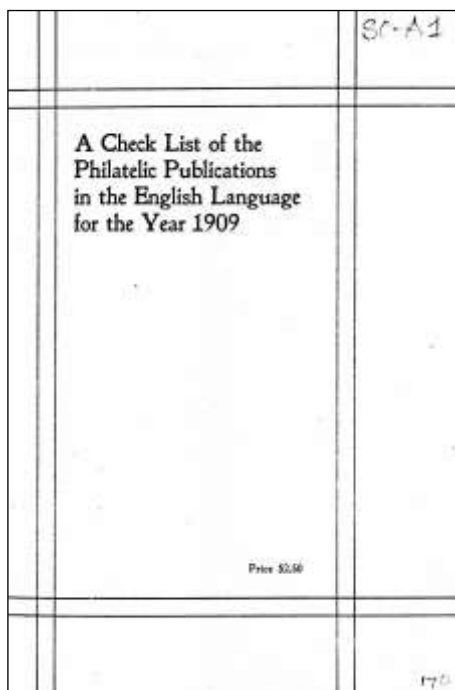 SC-A1
A Check List of the
Philatelic Publications
in the English Language
for the Year 1909
Price $2.50
170